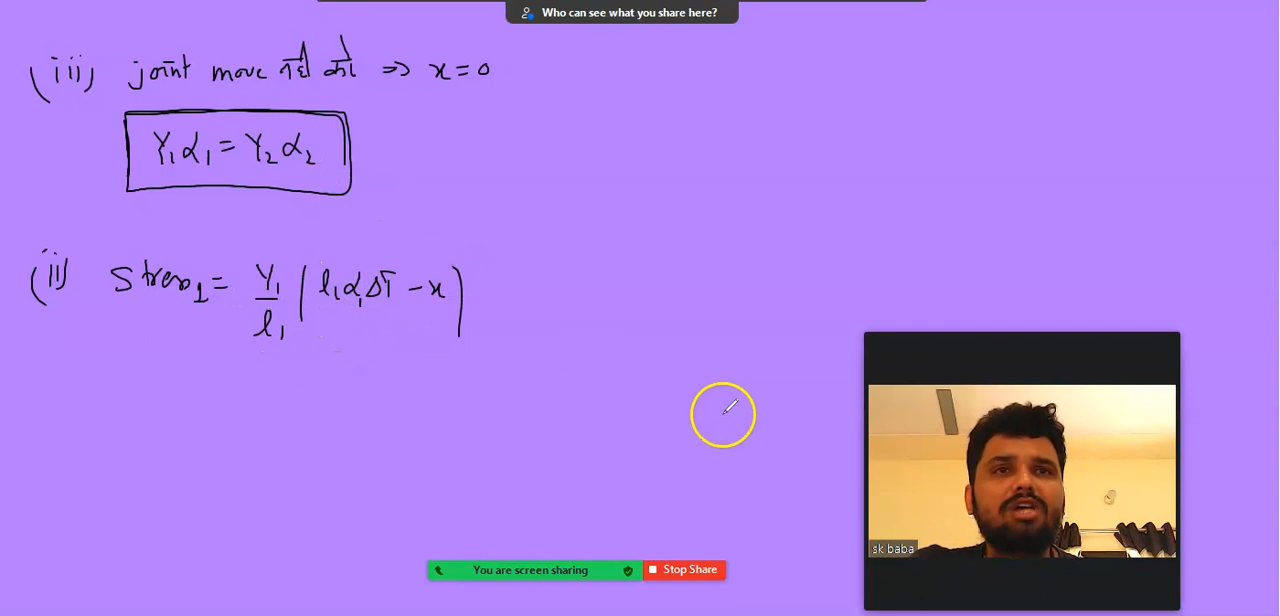 Who can see what you share here?
(iii) joint move नही करेगा ⇒ x = 0
Y₁α₁ = Y₂α₂
(ii) Stress₁ = Y₁/l₁ (l₁α₁ΔT − x)
sk baba
You are screen sharing
Stop Share